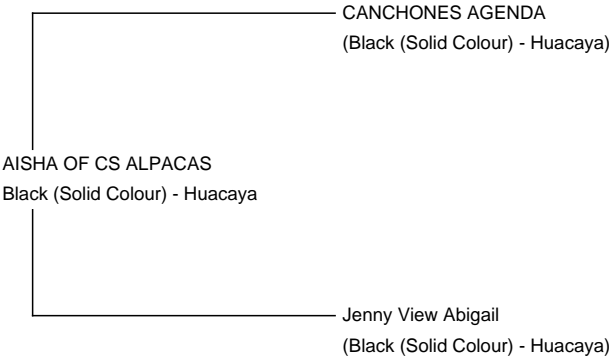 CANCHONES AGENDA
(Black (Solid Colour) - Huacaya)
AISHA OF CS ALPACAS
Black (Solid Colour) - Huacaya
Jenny View Abigail
(Black (Solid Colour) - Huacaya)